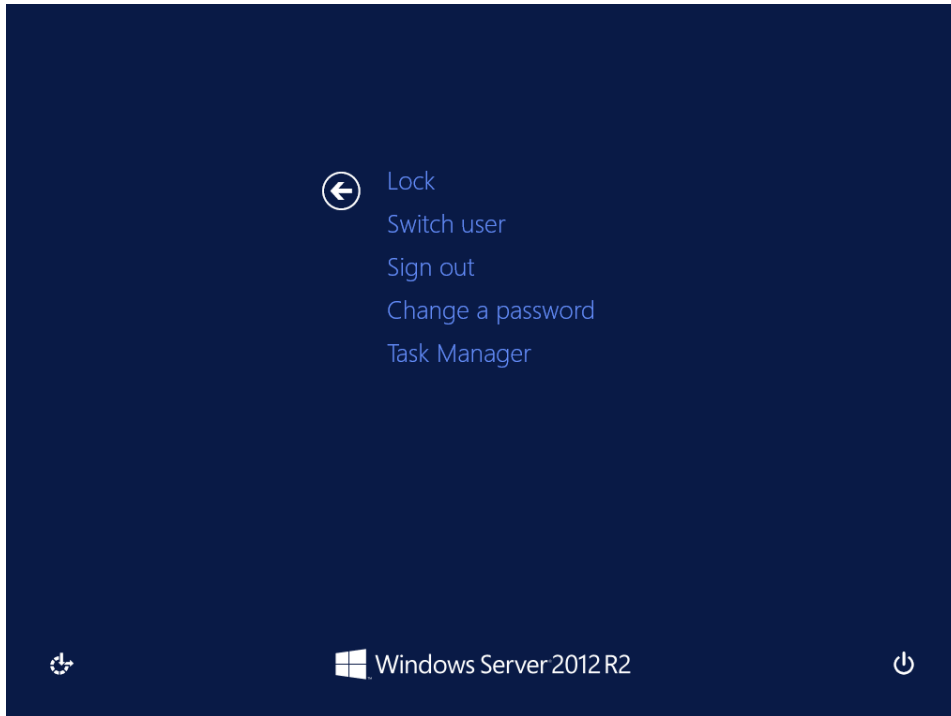 Lock
Switch user
Sign out
Change a password
Task Manager
Windows Server 2012 R2